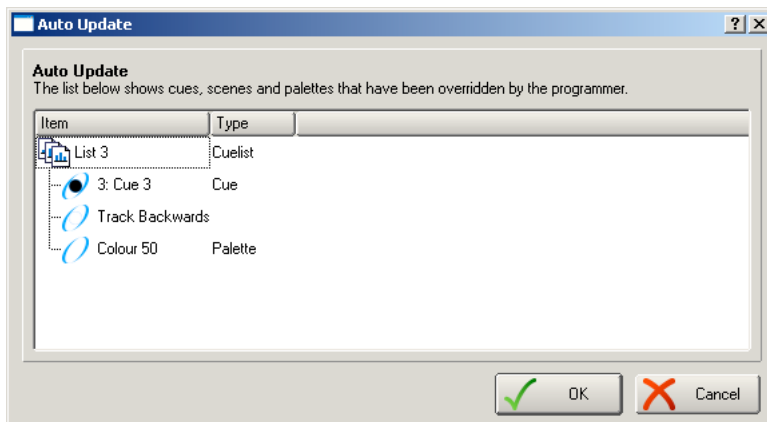 Auto Update
Auto Update
The list below shows cues, scenes and palettes that have been overridden by the programmer.
Item Type
List 3 Cuelist
3: Cue 3 Cue
Track Backwards
Colour 50 Palette
OK Cancel